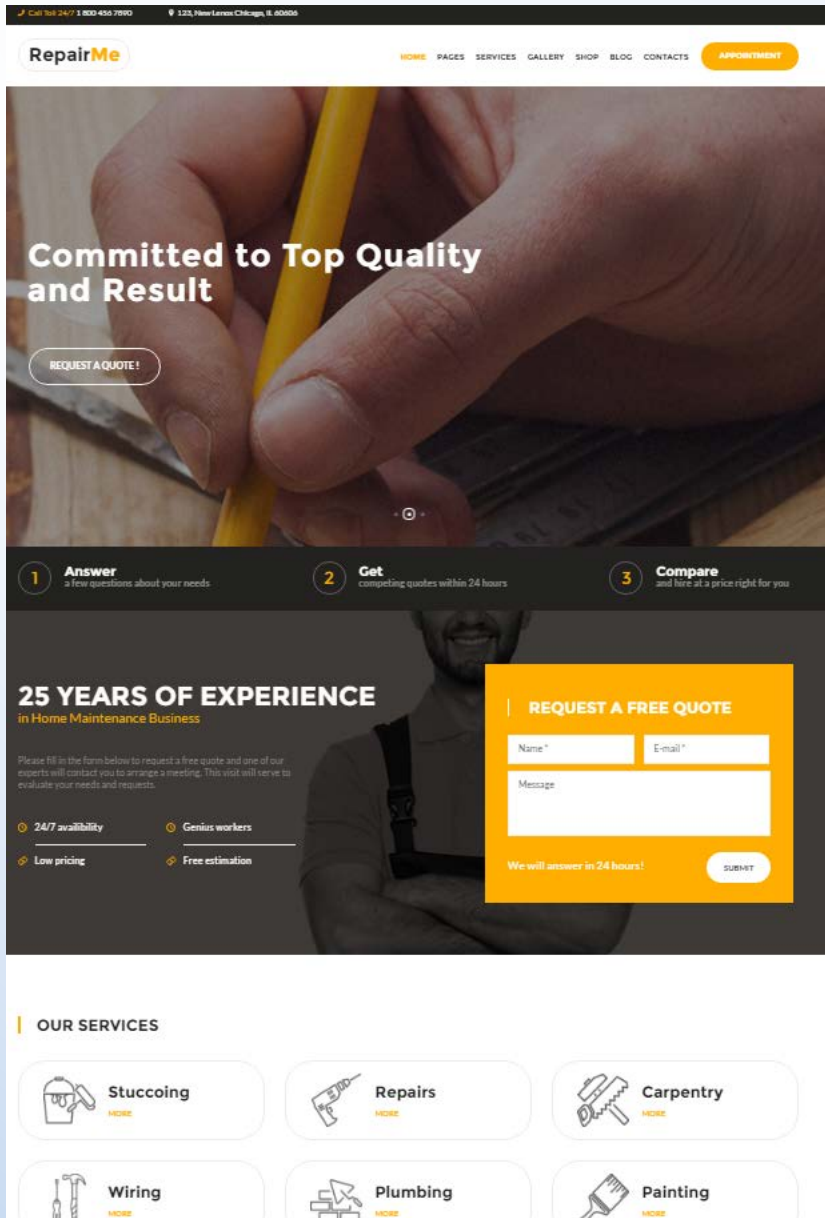 Call Toll 24/7 1 800 456 7890
123, New Lenox Chicago, IL 60606
RepairMe
HOME PAGES SERVICES GALLERY SHOP BLOG CONTACTS APPOINTMENT
Committed to Top Quality
and Result
REQUEST A QUOTE !
1 Answer
a few questions about your needs
2 Get
competing quotes within 24 hours
3 Compare
and hire at a price right for you
25 YEARS OF EXPERIENCE
in Home Maintenance Business
Please fill in the form below to request a free quote and one of our
experts will contact you to arrange a meeting. This visit will serve to
evaluate your needs and requests.
24/7 availibility
Genius workers
Low pricing
Free estimation
REQUEST A FREE QUOTE
Name *
E-mail *
Message
We will answer in 24 hours!
SUBMIT
OUR SERVICES
Stuccoing
MORE
Repairs
MORE
Carpentry
MORE
Wiring
MORE
Plumbing
MORE
Painting
MORE